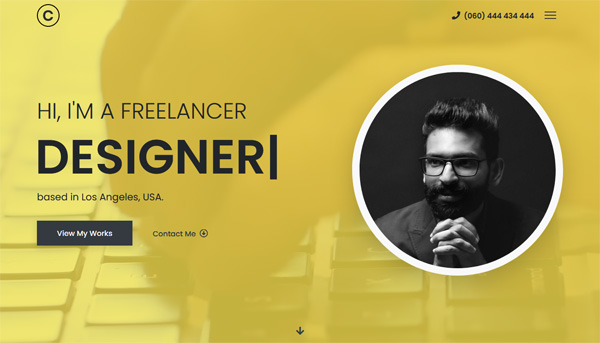 C
(060) 444 434 444
HI, I'M A FREELANCER
DESIGNER|
based in Los Angeles, USA.
View My Works
Contact Me